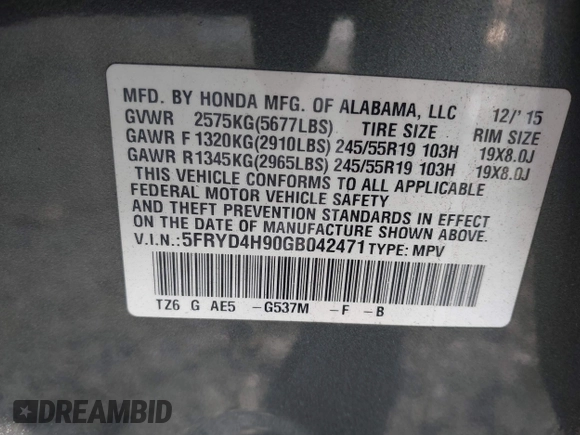 MFD. BY HONDA MFG. OF ALABAMA, LLC 12/' 15
GVWR 2575KG(5677LBS) TIRE SIZE RIM SIZE
GAWR F 1320KG(2910LBS) 245/55R19 103H 19X8.0J
GAWR R 1345KG(2965LBS) 245/55R19 103H 19X8.0J
THIS VEHICLE CONFORMS TO ALL APPLICABLE
FEDERAL MOTOR VEHICLE SAFETY
AND THEFT PREVENTION STANDARDS IN EFFECT
ON THE DATE OF MANUFACTURE SHOWN ABOVE.
V.I.N.:5FRYD4H90GB042471 TYPE: MPV
TZ6 G AE5 -G537M -F -B
DREAMBID